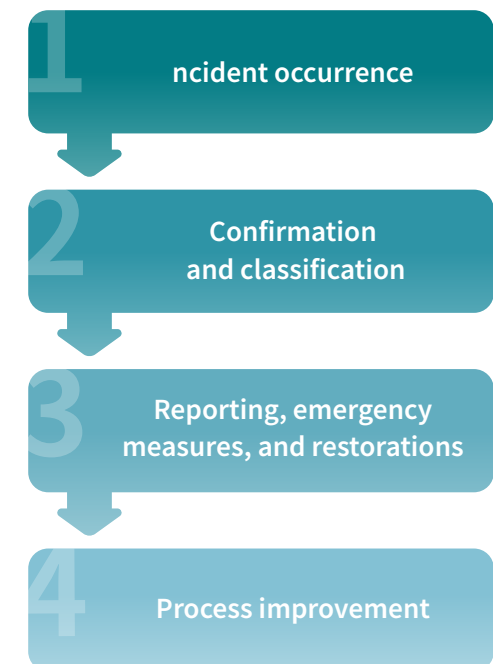 1
ncident occurrence
2
Confirmation
and classification
3
Reporting, emergency
measures, and restorations
4
Process improvement